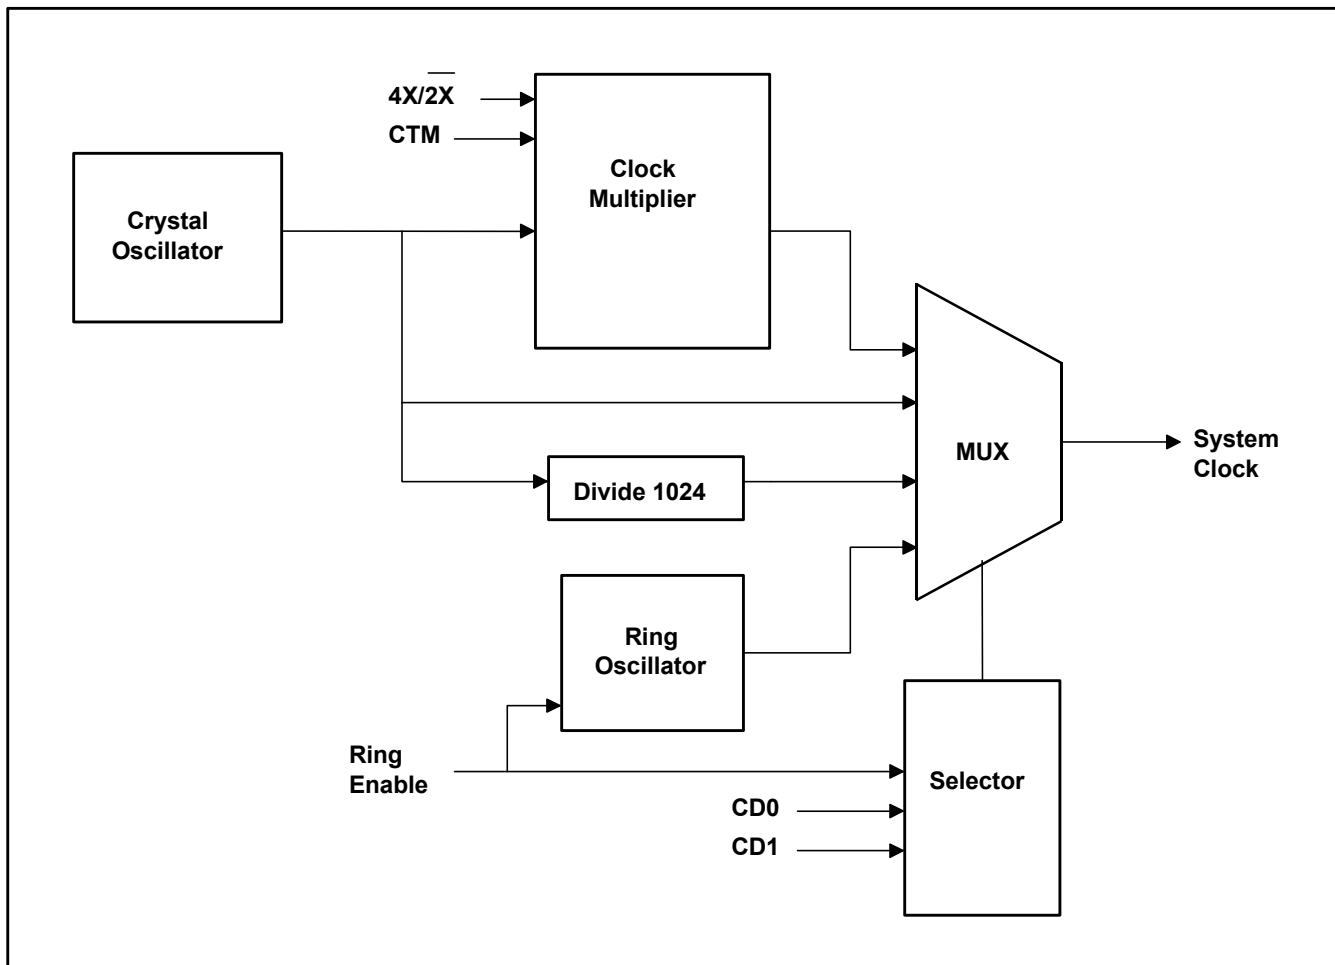 4X/2X
CTM
Clock
Multiplier
Crystal
Oscillator
MUX
System
Clock
Divide 1024
Ring
Oscillator
Ring
Enable
Selector
CD0
CD1